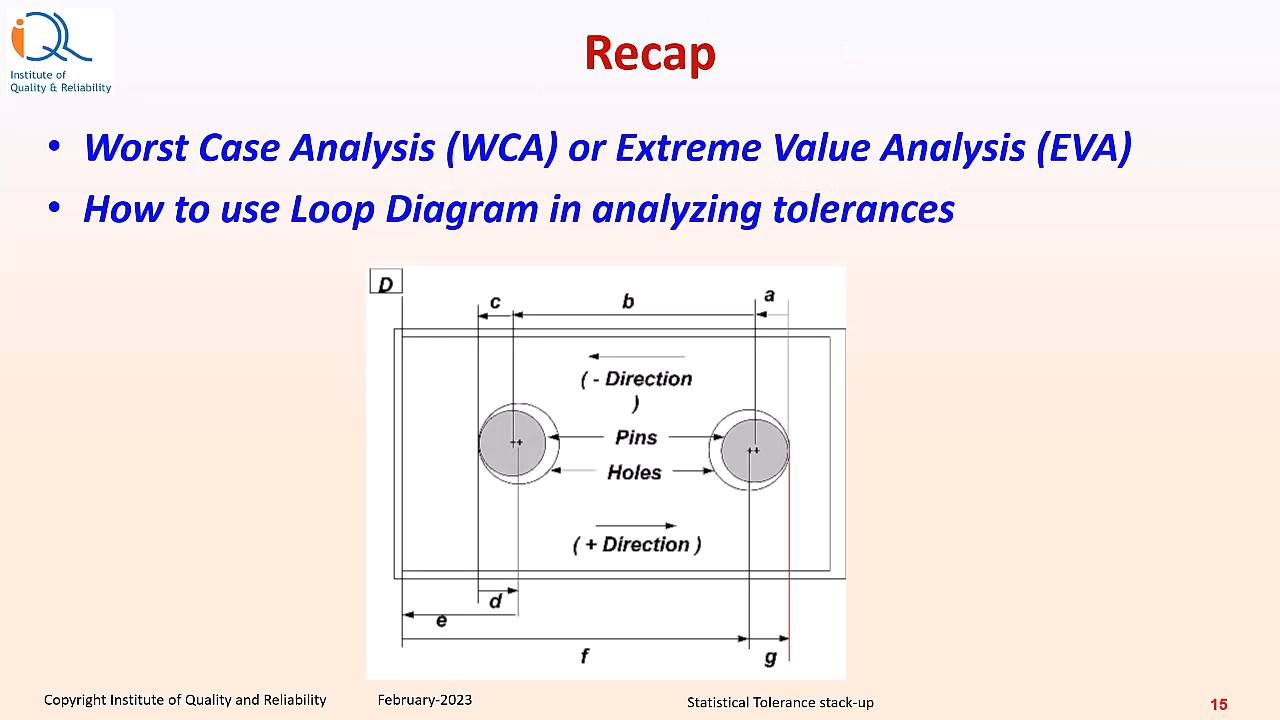 iQL
Institute of
Quality & Reliability
Recap
• Worst Case Analysis (WCA) or Extreme Value Analysis (EVA)
• How to use Loop Diagram in analyzing tolerances
D
c b a
( - Direction
)
Pins
Holes
( + Direction )
d
e
f g
Copyright Institute of Quality and Reliability February-2023 Statistical Tolerance stack-up 15